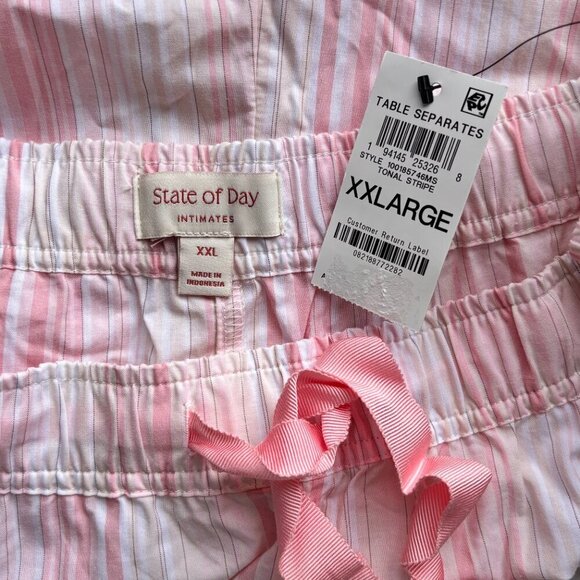 State of Day
INTIMATES
XXL
MADE IN
INDONESIA
TABLE SEPARATES
1 94145 25326 8
STYLE 100185746MS
TONAL STRIPE
XXLARGE
Customer Return Label
082188772282
A